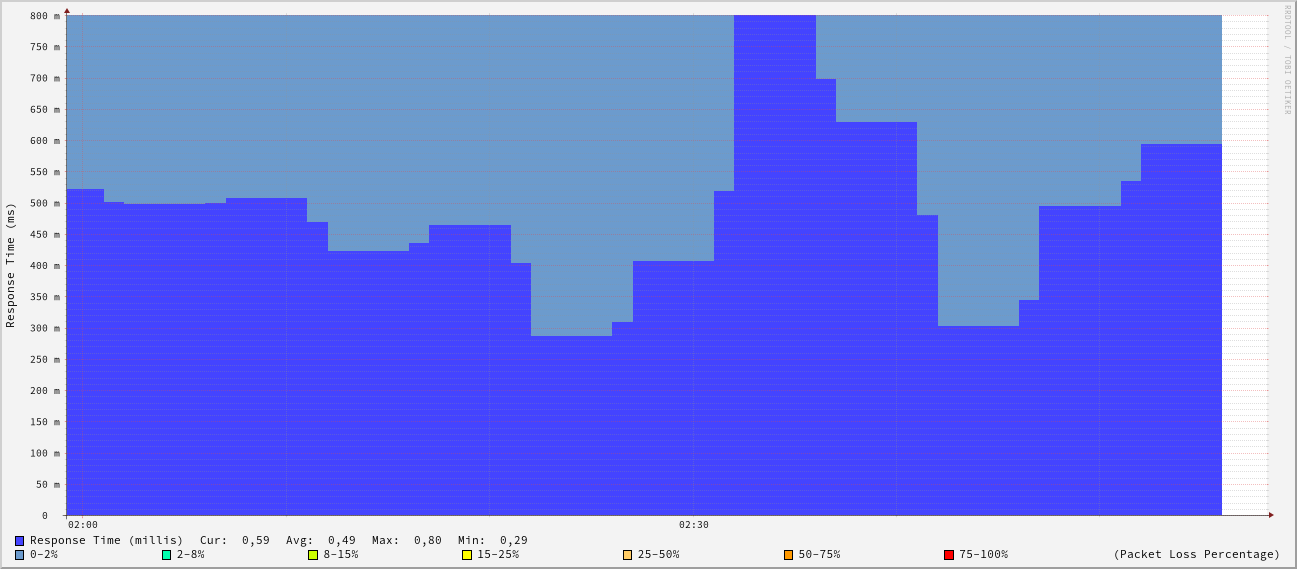 800 m
750 m
700 m
650 m
600 m
550 m
500 m
450 m
400 m
350 m
300 m
250 m
200 m
150 m
100 m
50 m
0
Response Time (ms)
RRDTOOL / TOBI OETIKER
02:00 02:30
Response Time (millis) Cur: 0,59 Avg: 0,49 Max: 0,80 Min: 0,29
0-2% 2-8% 8-15% 15-25% 25-50% 50-75% 75-100% (Packet Loss Percentage)